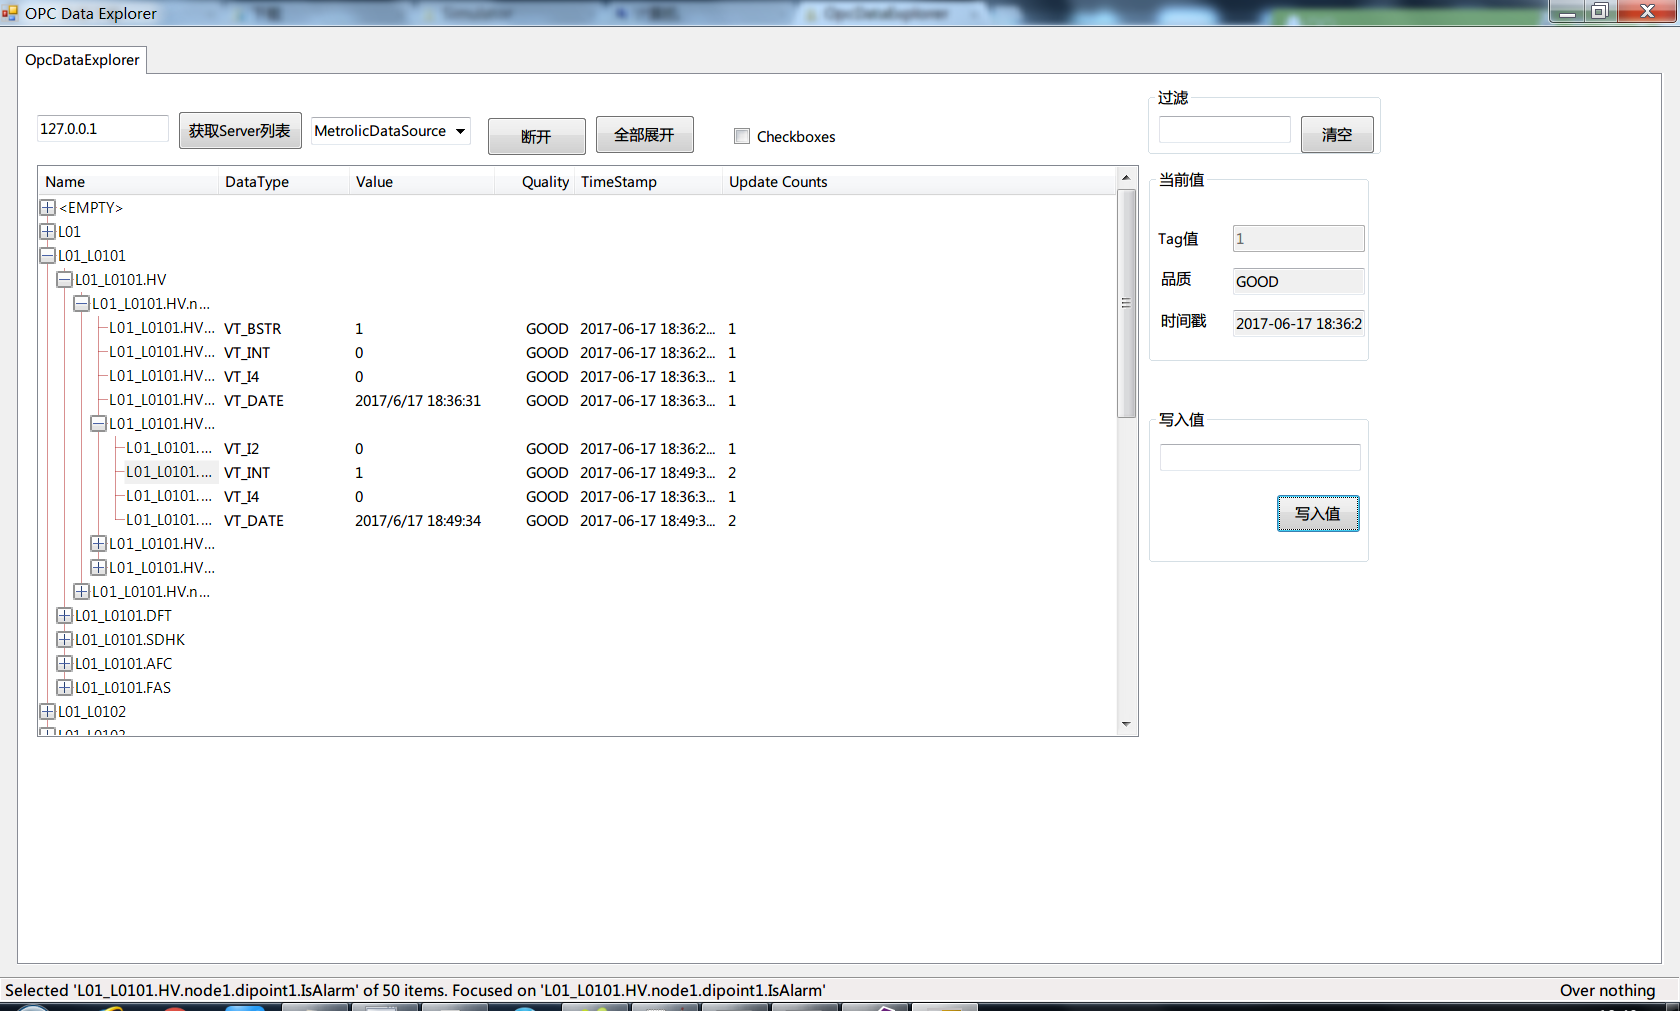 OPC Data Explorer
OpcDataExplorer
127.0.0.1 获取Server列表 MetrolicDataSource 断开 全部展开 Checkboxes
Name DataType Value Quality TimeStamp Update Counts
<EMPTY>
L01
L01_L0101
L01_L0101.HV
L01_L0101.HV.n...
L01_L0101.HV... VT_BSTR 1 GOOD 2017-06-17 18:36:2... 1
L01_L0101.HV... VT_INT 0 GOOD 2017-06-17 18:36:2... 1
L01_L0101.HV... VT_I4 0 GOOD 2017-06-17 18:36:3... 1
L01_L0101.HV... VT_DATE 2017/6/17 18:36:31 GOOD 2017-06-17 18:36:3... 1
L01_L0101.HV...
L01_L0101.... VT_I2 0 GOOD 2017-06-17 18:36:2... 1
L01_L0101.... VT_INT 1 GOOD 2017-06-17 18:49:3... 2
L01_L0101.... VT_I4 0 GOOD 2017-06-17 18:36:3... 1
L01_L0101.... VT_DATE 2017/6/17 18:49:34 GOOD 2017-06-17 18:49:3... 2
L01_L0101.HV...
L01_L0101.HV...
L01_L0101.HV.n...
L01_L0101.DFT
L01_L0101.SDHK
L01_L0101.AFC
L01_L0101.FAS
L01_L0102
过滤
清空
当前值
Tag值 1
品质 GOOD
时间戳 2017-06-17 18:36:2
写入值
写入值
Selected 'L01_L0101.HV.node1.dipoint1.IsAlarm' of 50 items. Focused on 'L01_L0101.HV.node1.dipoint1.IsAlarm' Over nothing